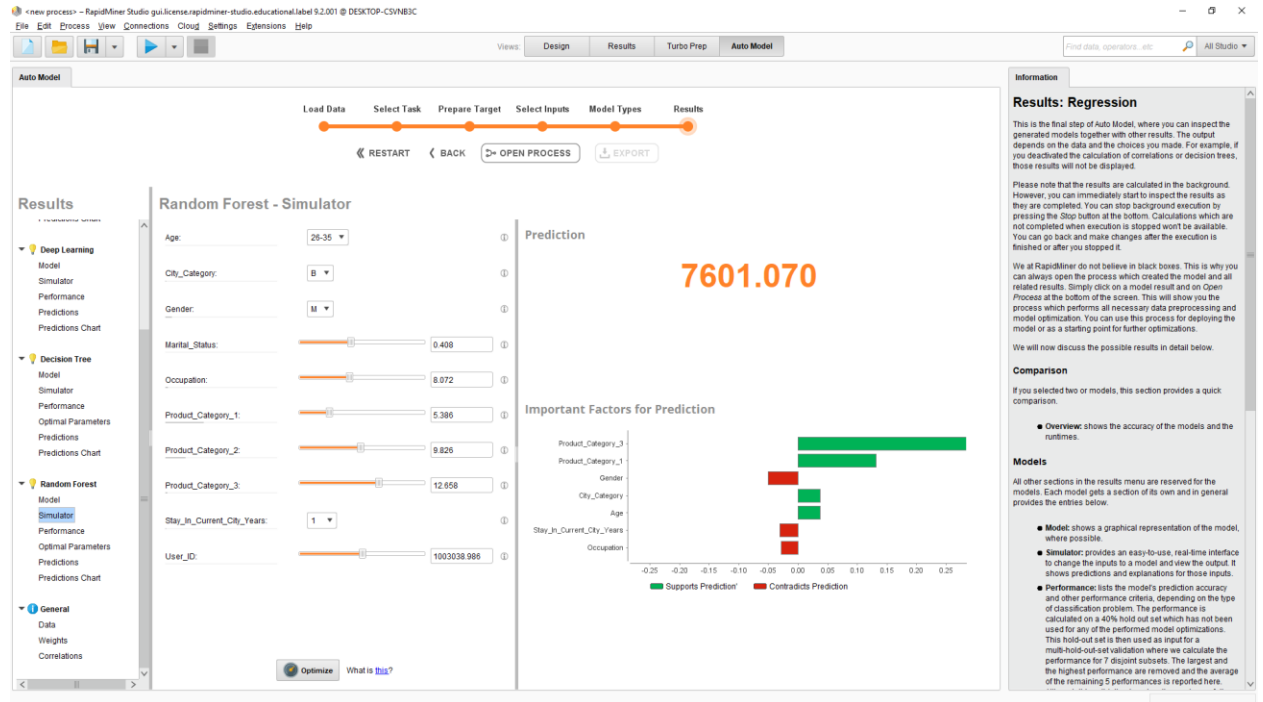 <new process> – RapidMiner Studio gui.license.rapidminer-studio.educational.label 9.2.001 @ DESKTOP-CSVNB3C
File Edit Process View Connections Cloud Settings Extensions Help
Views: Design Results Turbo Prep Auto Model
Find data, operators...etc
All Studio
Auto Model
Load Data Select Task Prepare Target Select Inputs Model Types Results
RESTART BACK OPEN PROCESS EXPORT
Results
Predictions Chart
Deep Learning
Model
Simulator
Performance
Predictions
Predictions Chart
Decision Tree
Model
Simulator
Performance
Optimal Parameters
Predictions
Predictions Chart
Random Forest
Model
Simulator
Performance
Optimal Parameters
Predictions
Predictions Chart
General
Data
Weights
Correlations
Random Forest - Simulator
Age: 26-35
City_Category: B
Gender: M
Marital_Status: 0.408
Occupation: 8.072
Product_Category_1: 5.386
Product_Category_2: 9.826
Product_Category_3: 12.658
Stay_In_Current_City_Years: 1
User_ID: 1003038.986
Optimize What is this?
Prediction
7601.070
Important Factors for Prediction
Product_Category_3
Product_Category_1
Gender
City_Category
Age
Stay_In_Current_City_Years
Occupation
-0.25 -0.20 -0.15 -0.10 -0.05 0.00 0.05 0.10 0.15 0.20 0.25
Supports Prediction' Contradicts Prediction
Information
Results: Regression
This is the final step of Auto Model, where you can inspect the
generated models together with other results. The output
depends on the data and the choices you made. For example, if
you deactivated the calculation of correlations or decision trees,
those results will not be displayed.
Please note that the results are calculated in the background.
However, you can immediately start to inspect the results as
they are completed. You can stop background execution by
pressing the Stop button at the bottom. Calculations which are
not completed when execution is stopped won't be available.
You can go back and make changes after the execution is
finished or after you stopped it.
We at RapidMiner do not believe in black boxes. This is why you
can always open the process which created the model and all
related results. Simply click on a model result and on Open
Process at the bottom of the screen. This will show you the
process which performs all necessary data preprocessing and
model optimization. You can use this process for deploying the
model or as a starting point for further optimizations.
We will now discuss the possible results in detail below.
Comparison
If you selected two or models, this section provides a quick
comparison.
Overview: shows the accuracy of the models and the
runtimes.
Models
All other sections in the results menu are reserved for the
models. Each model gets a section of its own and in general
provides the entries below.
Model: shows a graphical representation of the model,
where possible.
Simulator: provides an easy-to-use, real-time interface
to change the inputs to a model and view the output. It
shows predictions and explanations for those inputs.
Performance: lists the model's prediction accuracy
and other performance criteria, depending on the type
of classification problem. The performance is
calculated on a 40% hold out set which has not been
used for any of the performed model optimizations.
This hold-out set is then used as input for a
multi-hold-out-set validation where we calculate the
performance for 7 disjoint subsets. The largest and
the highest performance are removed and the average
of the remaining 5 performances is reported here.